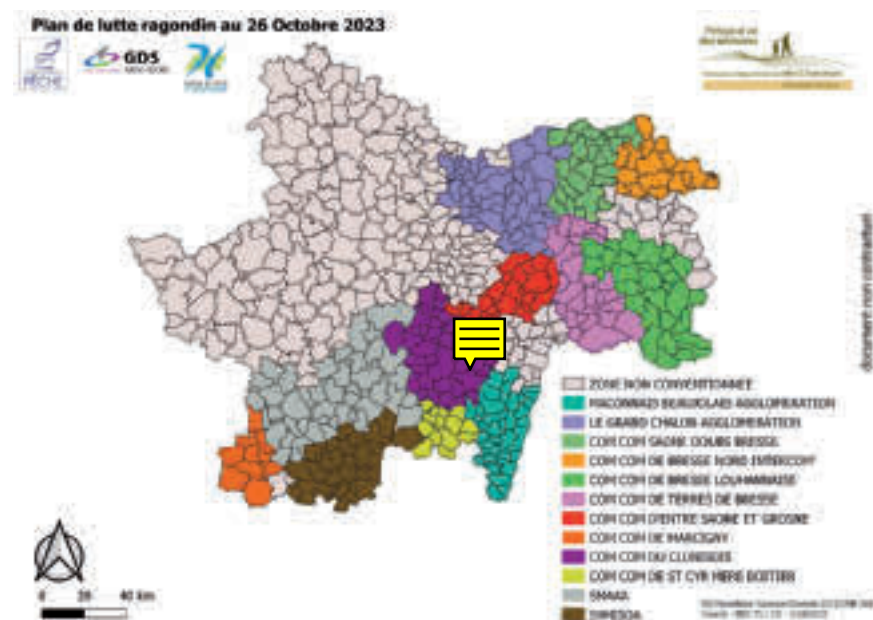 Plan de lutte ragondin au 26 Octobre 2023
PÊCHE
GDS
document non contractuel
ZONE NON CONVENTIONNEE
MACONNAIS BEAUJOLAIS AGGLOMERATION
LE GRAND CHALON AGGLOMERATION
COM COM SAONE DOUBS BRESSE
COM COM DE BRESSE NORD INTERCOM'
COM COM DE BRESSE LOUHANNAISE
COM COM DE TERRES DE BRESSE
COM COM D'ENTRE SAONE ET GROSNE
COM COM DE MARCIGNY
COM COM DU CLUNISOIS
COM COM DE ST CYR MERE BOITIER
SMAAA
0 20 40 km